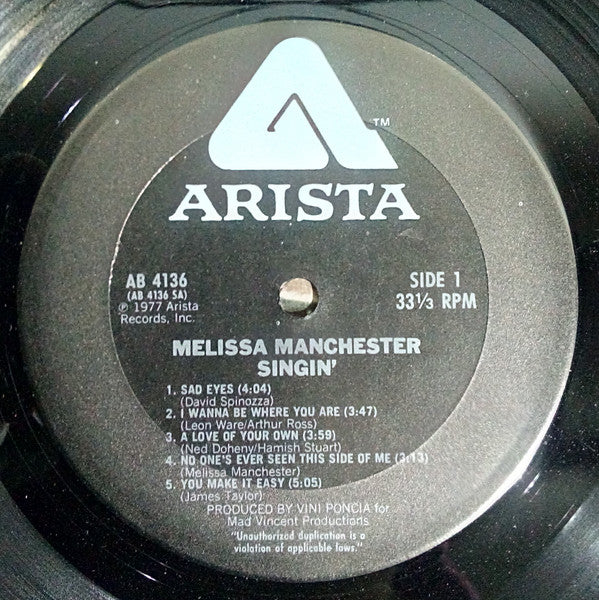 TM
ARISTA
AB 4136
(AB 4136 SA)
℗ 1977 Arista
Records, Inc.
SIDE 1
33⅓ RPM
MELISSA MANCHESTER
SINGIN'
1. SAD EYES (4:04)
(David Spinozza)
2. I WANNA BE WHERE YOU ARE (3:47)
(Leon Ware/Arthur Ross)
3. A LOVE OF YOUR OWN (3:59)
(Ned Doheny/Hamish Stuart)
4. NO ONE'S EVER SEEN THIS SIDE OF ME (3:13)
(Melissa Manchester)
5. YOU MAKE IT EASY (5:05)
(James Taylor)
PRODUCED BY VINI PONCIA for
Mad Vincent Productions
"Unauthorized duplication is a
violation of applicable laws."